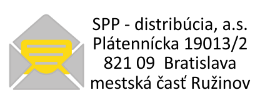 SPP - distribúcia, a.s.
Plátennícka 19013/2
821 09 Bratislava
mestská časť Ružinov